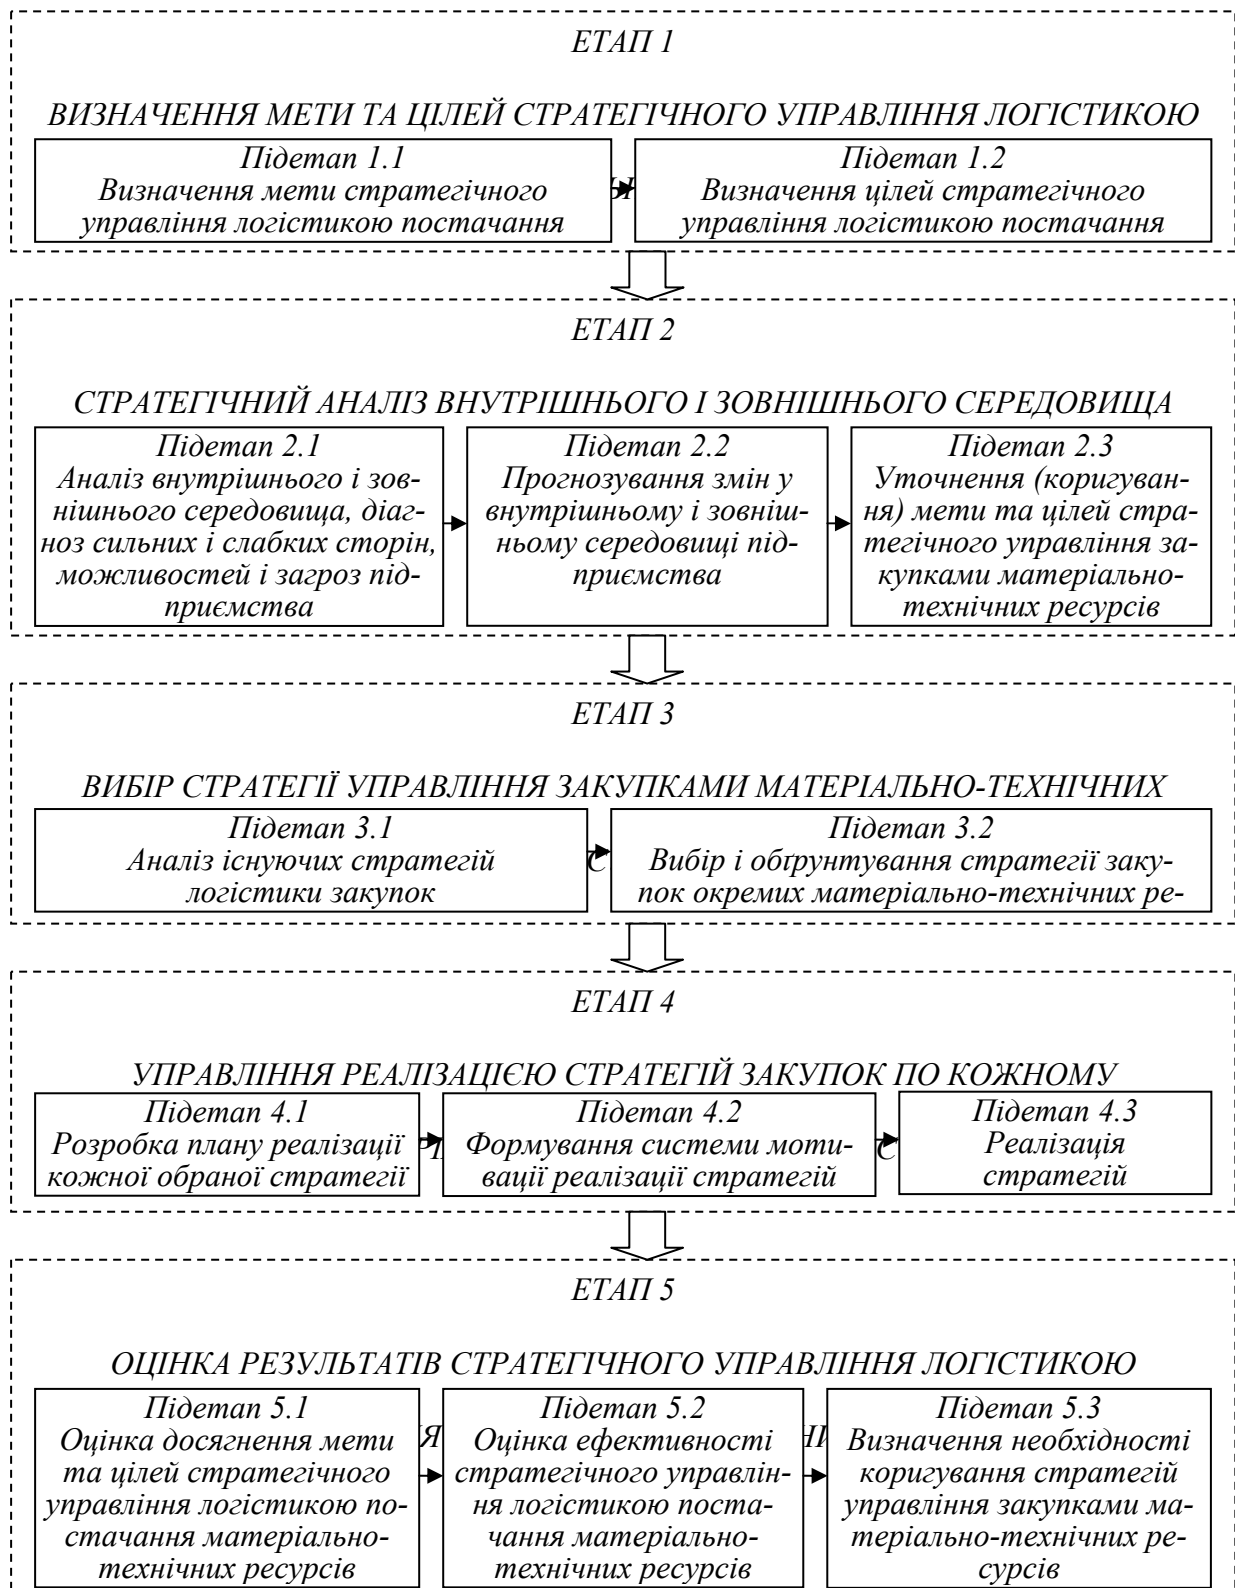 ЕТАП 1
ВИЗНАЧЕННЯ МЕТИ ТА ЦІЛЕЙ СТРАТЕГІЧНОГО УПРАВЛІННЯ ЛОГІСТИКОЮ
Підетап 1.1
Визначення мети стратегічного
управління логістикою постачання
Підетап 1.2
Визначення цілей стратегічного
управління логістикою постачання
ЕТАП 2
СТРАТЕГІЧНИЙ АНАЛІЗ ВНУТРІШНЬОГО І ЗОВНІШНЬОГО СЕРЕДОВИЩА
Підетап 2.1
Аналіз внутрішнього і зов-
нішнього середовища, діаг-
ноз сильних і слабких сторін,
можливостей і загроз під-
приємства
Підетап 2.2
Прогнозування змін у
внутрішньому і зовніш-
ньому середовищі під-
приємства
Підетап 2.3
Уточнення (коригуван-
ня) мети та цілей стра-
тегічного управління за-
купками матеріально-
технічних ресурсів
ЕТАП 3
ВИБІР СТРАТЕГІЇ УПРАВЛІННЯ ЗАКУПКАМИ МАТЕРІАЛЬНО-ТЕХНІЧНИХ
Підетап 3.1
Аналіз існуючих стратегій
логістики закупок
С
Підетап 3.2
Вибір і обґрунтування стратегії заку-
пок окремих матеріально-технічних ре-
ЕТАП 4
УПРАВЛІННЯ РЕАЛІЗАЦІЄЮ СТРАТЕГІЙ ЗАКУПОК ПО КОЖНОМУ
Підетап 4.1
Розробка плану реалізації
кожної обраної стратегії
Підетап 4.2
Формування системи моти-
вації реалізації стратегій
С
Підетап 4.3
Реалізація
стратегій
ЕТАП 5
ОЦІНКА РЕЗУЛЬТАТІВ СТРАТЕГІЧНОГО УПРАВЛІННЯ ЛОГІСТИКОЮ
Підетап 5.1
Оцінка досягнення мети
та цілей стратегічного
управління логістикою по-
стачання матеріально-
технічних ресурсів
Я
Підетап 5.2
Оцінка ефективності
стратегічного управлін-
ня логістикою поста-
чання матеріально-
технічних ресурсів
Підетап 5.3
Визначення необхідності
коригування стратегій
управління закупками ма-
теріально-технічних ре-
сурсів